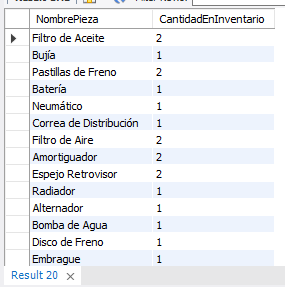 NombrePieza CantidadEnInventario
Filtro de Aceite 2
Bujía 1
Pastillas de Freno 2
Batería 1
Neumático 1
Correa de Distribución 1
Filtro de Aire 2
Amortiguador 2
Espejo Retrovisor 2
Radiador 1
Alternador 1
Bomba de Agua 1
Disco de Freno 1
Embrague 1
Result 20 ×